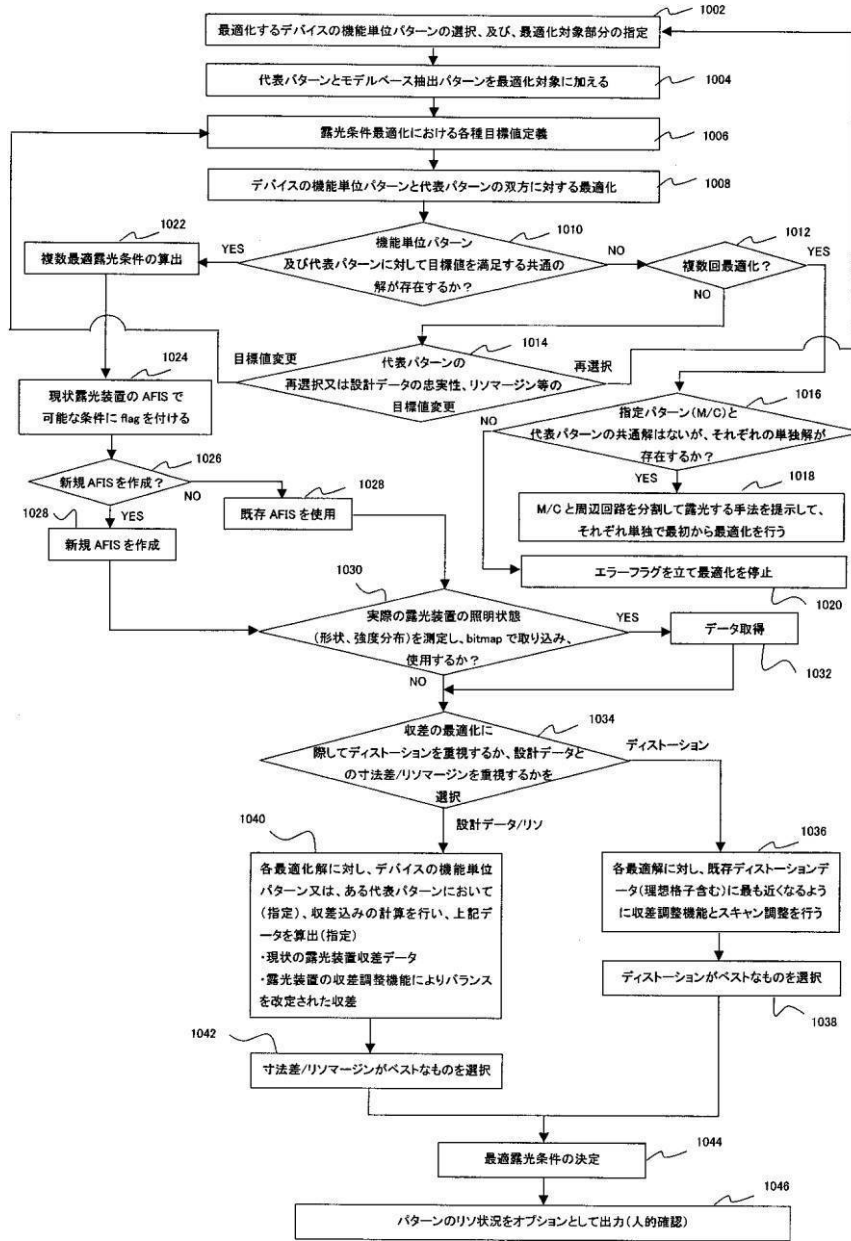 1002
最適化するデバイスの機能単位パターンの選択、及び、最適化対象部分の指定
1004
代表パターンとモデルベース抽出パターンを最適化対象に加える
1006
露光条件最適化における各種目標値定義
1008
デバイスの機能単位パターンと代表パターンの双方に対する最適化
1010
機能単位パターン
及び代表パターンに対して目標値を満足する共通の
解が存在するか?
YES
NO
1012
複数回最適化?
YES
NO
1022
複数最適露光条件の算出
1014
代表パターンの
再選択又は設計データの忠実性、リソマージン等の
目標値変更
目標値変更
再選択
1016
指定パターン(M/C)と
代表パターンの共通解はないが、それぞれの単独解が
存在するか?
NO
YES
1018
M/Cと周辺回路を分割して露光する手法を提示して、
それぞれ単独で最初から最適化を行う
エラーフラグを立て最適化を停止
1020
1024
現状露光装置の AFIS で
可能な条件に flag を付ける
1026
新規 AFIS を作成?
NO
YES
1028
既存 AFIS を使用
1028
新規 AFIS を作成
1030
実際の露光装置の照明状態
(形状、強度分布)を測定し、bitmap で取り込み、
使用するか?
YES
NO
データ取得
1032
1034
収差の最適化に
際してディストーションを重視するか、設計データと
の寸法差/リソマージンを重視するかを
選択
ディストーション
設計データ/リソ
1040
各最適化解に対し、デバイスの機能単位
パターン又は、ある代表パターンにおいて
(指定)、収差込みの計算を行い、上記デ
ータを算出(指定)
・現状の露光装置収差データ
・露光装置の収差調整機能によりバランス
を改定された収差
1036
各最適解に対し、既存ディストーションデー
タ(理想格子含む)に最も近くなるよう
に収差調整機能とスキャン調整を行う
ディストーションがベストなものを選択
1038
1042
寸法差/リソマージンがベストなものを選択
最適露光条件の決定
1044
1046
パターンのリソ状況をオプションとして出力(人的確認)